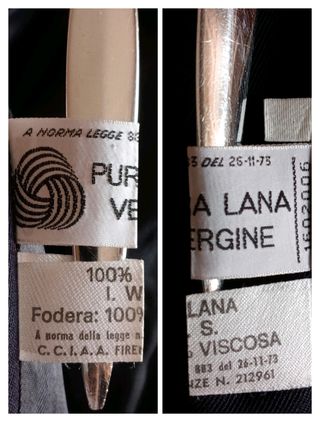 A NORMA LEGGE '88
PUR
VE
100%
I. W
Fodera: 100%
A norma della legge n.
C.C.I.A.A. FIREN
3 DEL 26-11-73
A LANA
ERGINE
LANA
S.
% VISCOSA
883 del 26-11-73
NZE N. 212961